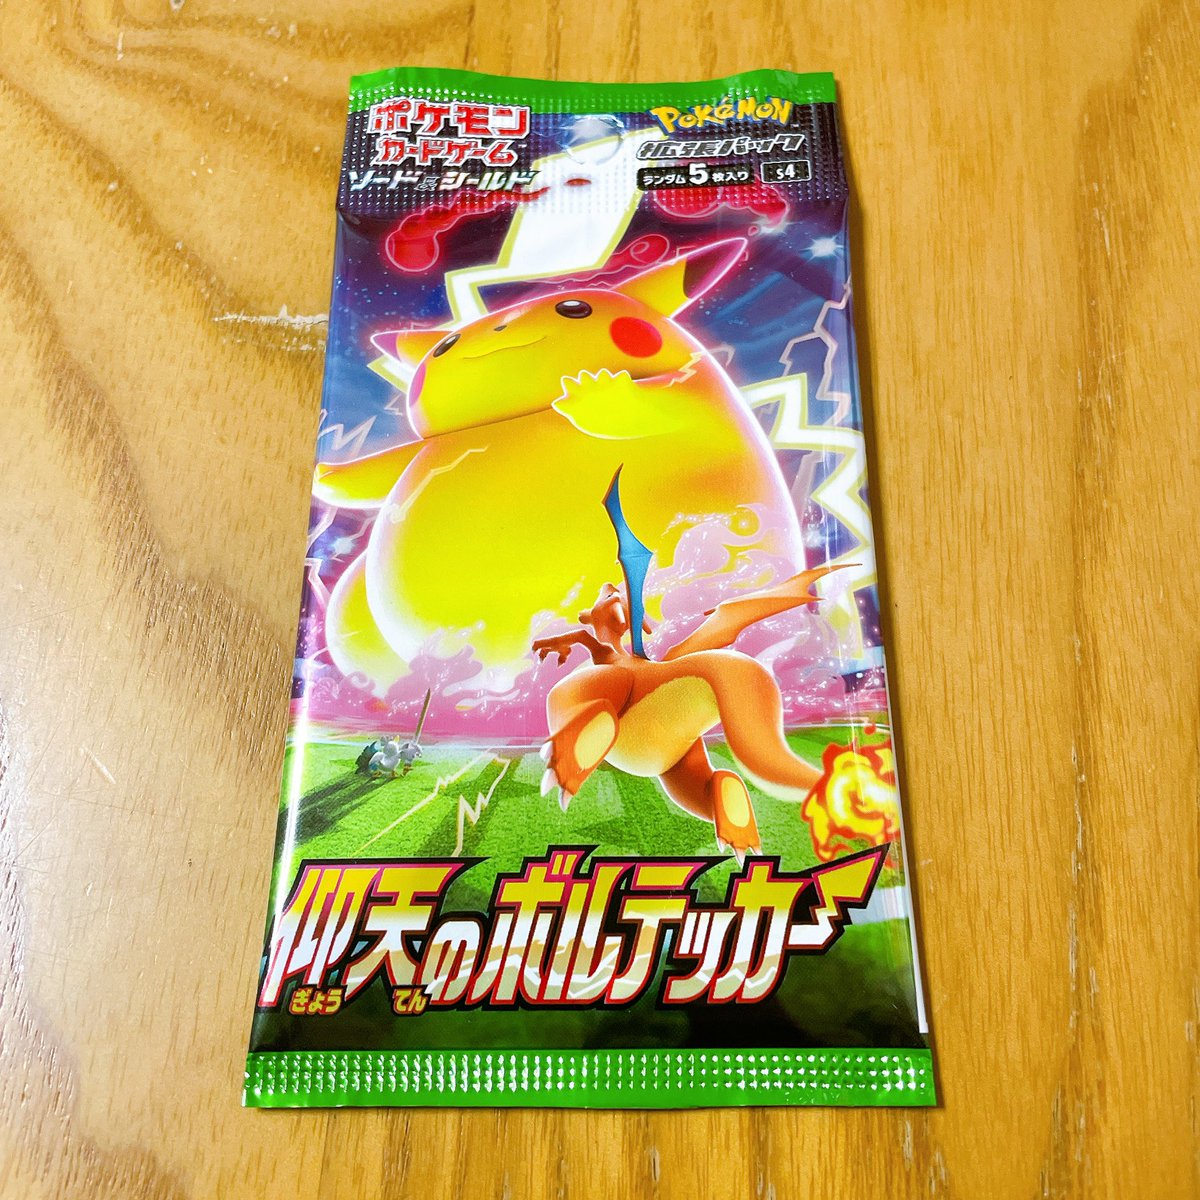 ポケモン
カードゲーム
ソード&シールド
POKéMON
拡張パック
ランダム5枚入り S4
仰天のボルテッカー
ぎょう てん